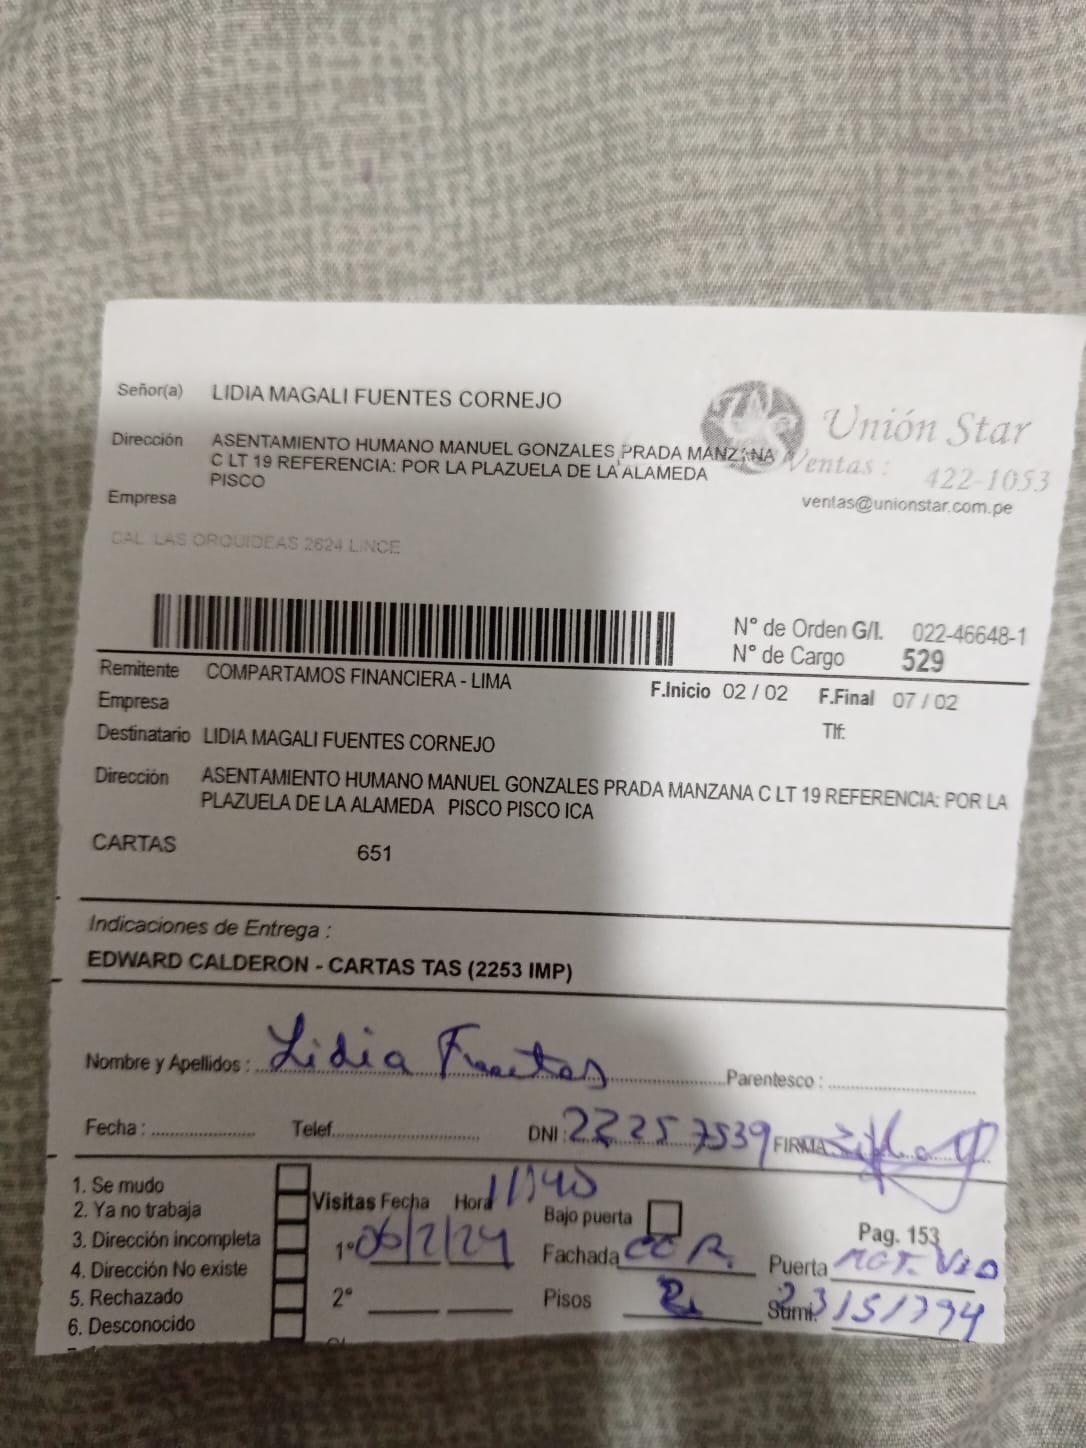 Señor(a) LIDIA MAGALI FUENTES CORNEJO
Unión Star
Ventas : 422-1053
ventas@unionstar.com.pe
Dirección ASENTAMIENTO HUMANO MANUEL GONZALES PRADA MANZANA
C LT 19 REFERENCIA: POR LA PLAZUELA DE LA ALAMEDA
PISCO
Empresa
CAL. LAS ORQUIDEAS 2624 LINCE
N° de Orden G/I. 022-46648-1
N° de Cargo 529
Remitente COMPARTAMOS FINANCIERA - LIMA
F.Inicio 02 / 02 F.Final 07 / 02
Empresa
Tlf:
Destinatario LIDIA MAGALI FUENTES CORNEJO
Dirección ASENTAMIENTO HUMANO MANUEL GONZALES PRADA MANZANA C LT 19 REFERENCIA: POR LA
PLAZUELA DE LA ALAMEDA PISCO PISCO ICA
CARTAS 651
Indicaciones de Entrega :
EDWARD CALDERON - CARTAS TAS (2253 IMP)
Nombre y Apellidos : Lidia Fuentes Parentesco :
Fecha : Telef. DNI : 22257539 FIRMA
1. Se mudo
2. Ya no trabaja
3. Dirección incompleta
4. Dirección No existe
5. Rechazado
6. Desconocido
Visitas Fecha Hora
1° 06/2/24
2°
Bajo puerta
Fachada
Pisos 2
Pag. 153
Puerta
Sumi.